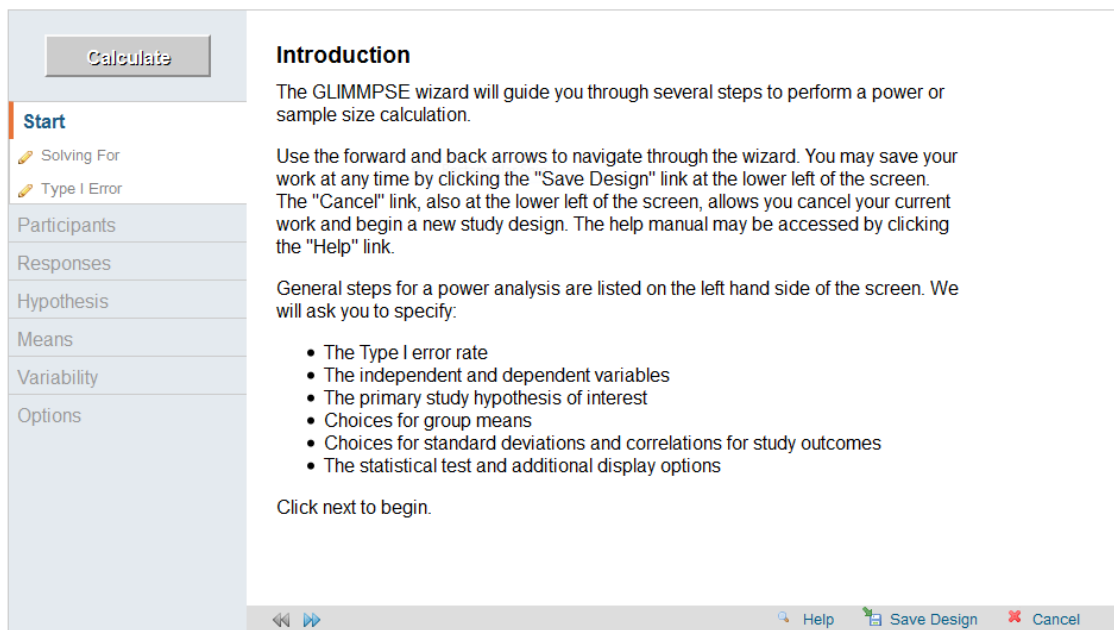 Calculate
Start
Solving For
Type I Error
Participants
Responses
Hypothesis
Means
Variability
Options
Introduction
The GLIMMPSE wizard will guide you through several steps to perform a power or
sample size calculation.
Use the forward and back arrows to navigate through the wizard. You may save your
work at any time by clicking the "Save Design" link at the lower left of the screen.
The "Cancel" link, also at the lower left of the screen, allows you cancel your current
work and begin a new study design. The help manual may be accessed by clicking
the "Help" link.
General steps for a power analysis are listed on the left hand side of the screen. We
will ask you to specify:
• The Type I error rate
• The independent and dependent variables
• The primary study hypothesis of interest
• Choices for group means
• Choices for standard deviations and correlations for study outcomes
• The statistical test and additional display options
Click next to begin.
Help Save Design Cancel